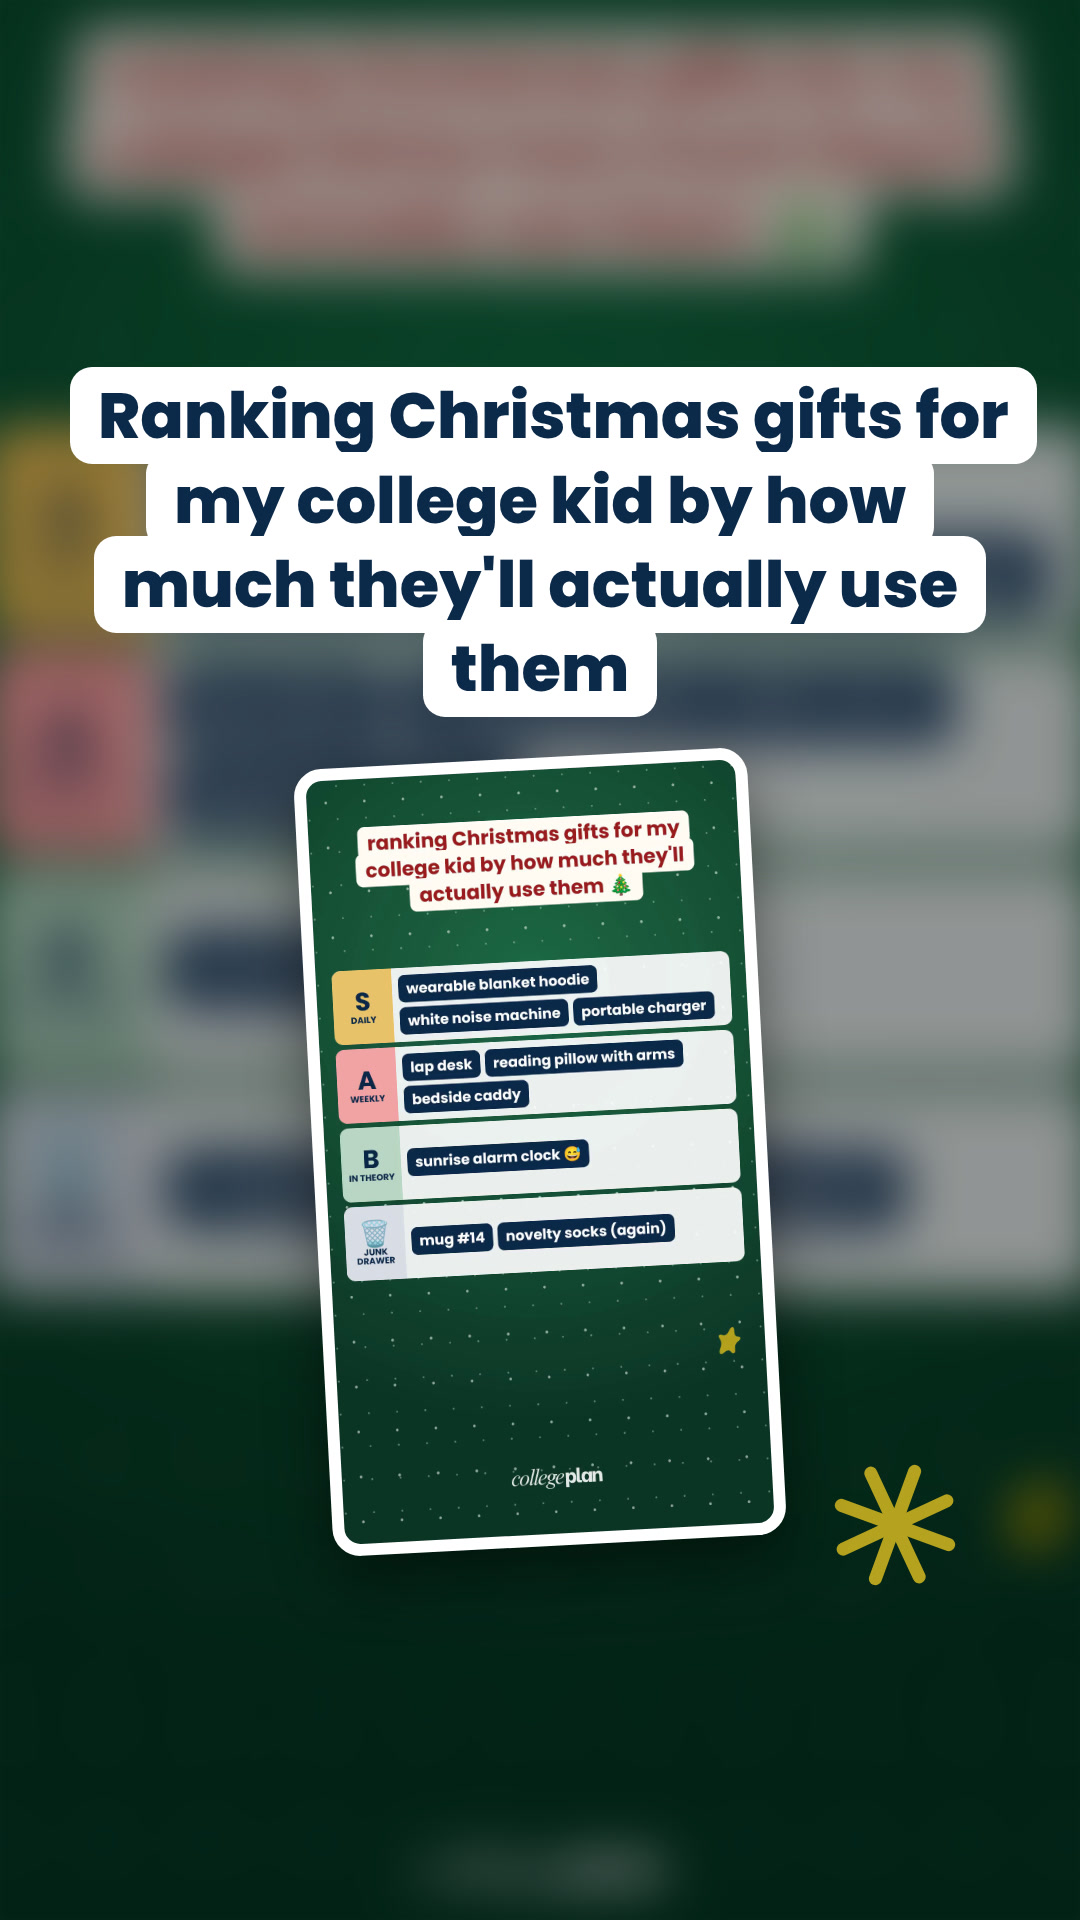 Ranking Christmas gifts for
my college kid by how
much they'll actually use
them
ranking Christmas gifts for my
college kid by how much they'll
actually use them 🎄
S
DAILY
wearable blanket hoodie
white noise machine portable charger
A
WEEKLY
lap desk reading pillow with arms
bedside caddy
B
IN THEORY
sunrise alarm clock 😅
🗑️
JUNK
DRAWER
mug #14 novelty socks (again)
collegeplan